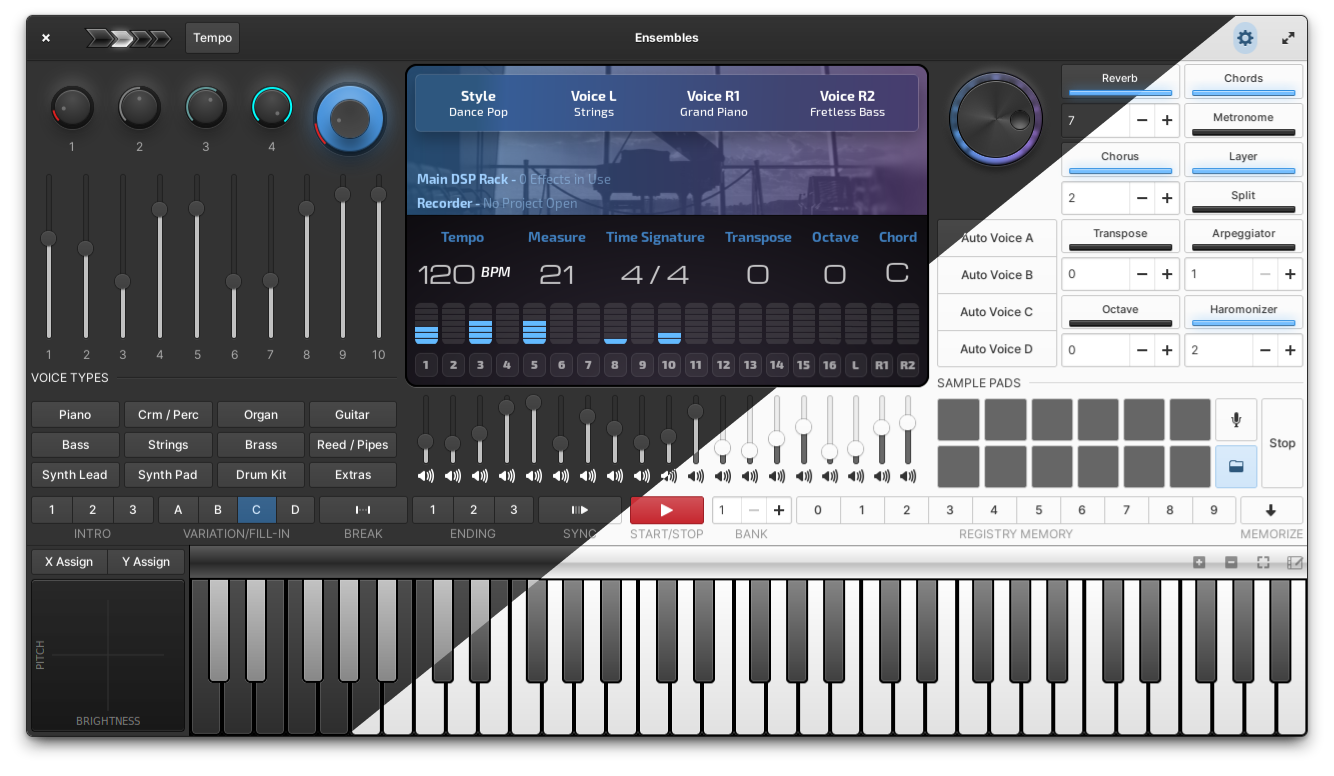 Tempo
Ensembles
1 2 3 4
Style Voice L Voice R1 Voice R2
Dance Pop Strings Grand Piano Fretless Bass
Main DSP Rack - 0 Effects in Use
Recorder - No Project Open
Tempo Measure Time Signature Transpose Octave Chord
120 BPM 21 4/4 0 0 C
1 2 3 4 5 6 7 8 9 10 11 12 13 14 15 16 L R1 R2
Reverb Chords
7 Metronome
Chorus Layer
2 Split
Auto Voice A Transpose Arpeggiator
Auto Voice B 0 1
Auto Voice C Octave Haromonizer
Auto Voice D 0 2
1 2 3 4 5 6 7 8 9 10
VOICE TYPES
Piano Crm / Perc Organ Guitar
Bass Strings Brass Reed / Pipes
Synth Lead Synth Pad Drum Kit Extras
SAMPLE PADS
Stop
1 2 3 A B C D 1 2 3 1 0 1 2 3 4 5 6 7 8 9
INTRO VARIATION/FILL-IN BREAK ENDING SYNC START/STOP BANK REGISTRY MEMORY MEMORIZE
X Assign Y Assign
PITCH
BRIGHTNESS